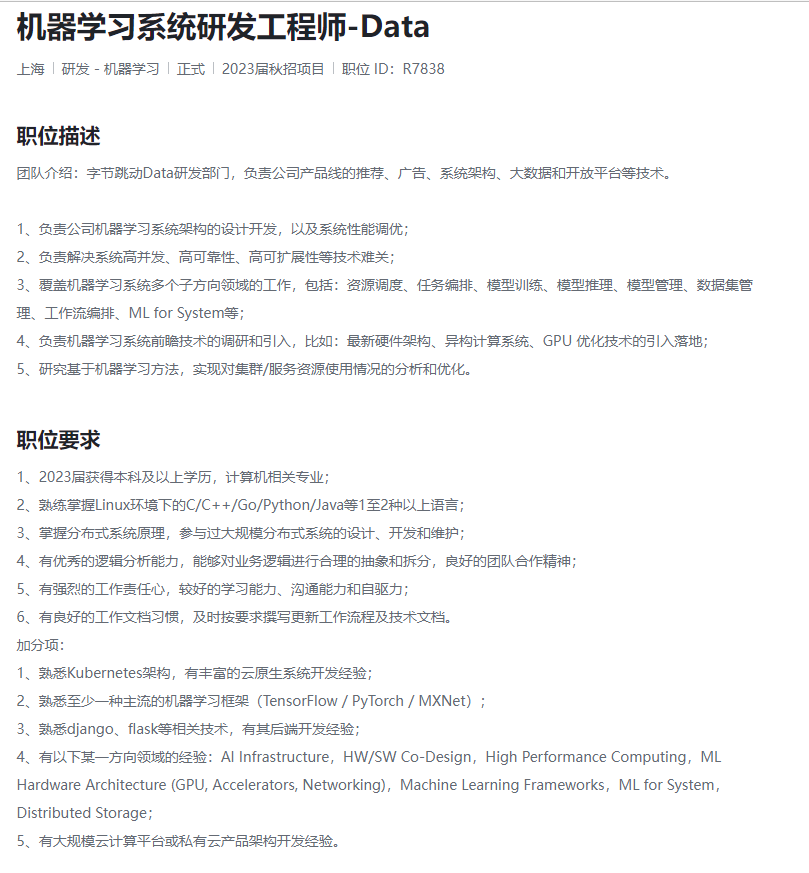 机器学习系统研发工程师-Data
上海 | 研发 - 机器学习 | 正式 | 2023届秋招项目 | 职位 ID：R7838
职位描述
团队介绍：字节跳动Data研发部门，负责公司产品线的推荐、广告、系统架构、大数据和开放平台等技术。
1、负责公司机器学习系统架构的设计开发，以及系统性能调优；
2、负责解决系统高并发、高可靠性、高可扩展性等技术难关；
3、覆盖机器学习系统多个子方向领域的工作，包括：资源调度、任务编排、模型训练、模型推理、模型管理、数据集管
理、工作流编排、ML for System等；
4、负责机器学习系统前瞻技术的调研和引入，比如：最新硬件架构、异构计算系统、GPU 优化技术的引入落地；
5、研究基于机器学习方法，实现对集群/服务资源使用情况的分析和优化。
职位要求
1、2023届获得本科及以上学历，计算机相关专业；
2、熟练掌握Linux环境下的C/C++/Go/Python/Java等1至2种以上语言；
3、掌握分布式系统原理，参与过大规模分布式系统的设计、开发和维护；
4、有优秀的逻辑分析能力，能够对业务逻辑进行合理的抽象和拆分，良好的团队合作精神；
5、有强烈的工作责任心，较好的学习能力、沟通能力和自驱力；
6、有良好的工作文档习惯，及时按要求撰写更新工作流程及技术文档。
加分项：
1、熟悉Kubernetes架构，有丰富的云原生系统开发经验；
2、熟悉至少一种主流的机器学习框架（TensorFlow / PyTorch / MXNet）；
3、熟悉django、flask等相关技术，有其后端开发经验；
4、有以下某一方向领域的经验：AI Infrastructure，HW/SW Co-Design，High Performance Computing，ML
Hardware Architecture (GPU, Accelerators, Networking)，Machine Learning Frameworks，ML for System，
Distributed Storage；
5、有大规模云计算平台或私有云产品架构开发经验。